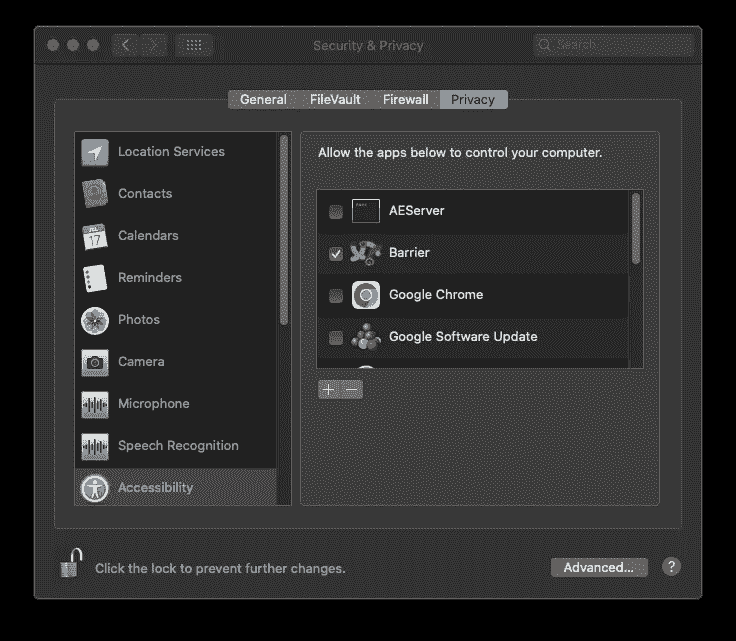 Security & Privacy
Search
General FileVault Firewall Privacy
Location Services
Contacts
Calendars
Reminders
Photos
Camera
Microphone
Speech Recognition
Accessibility
Allow the apps below to control your computer.
AEServer
Barrier
Google Chrome
Google Software Update
Click the lock to prevent further changes.
Advanced...
?